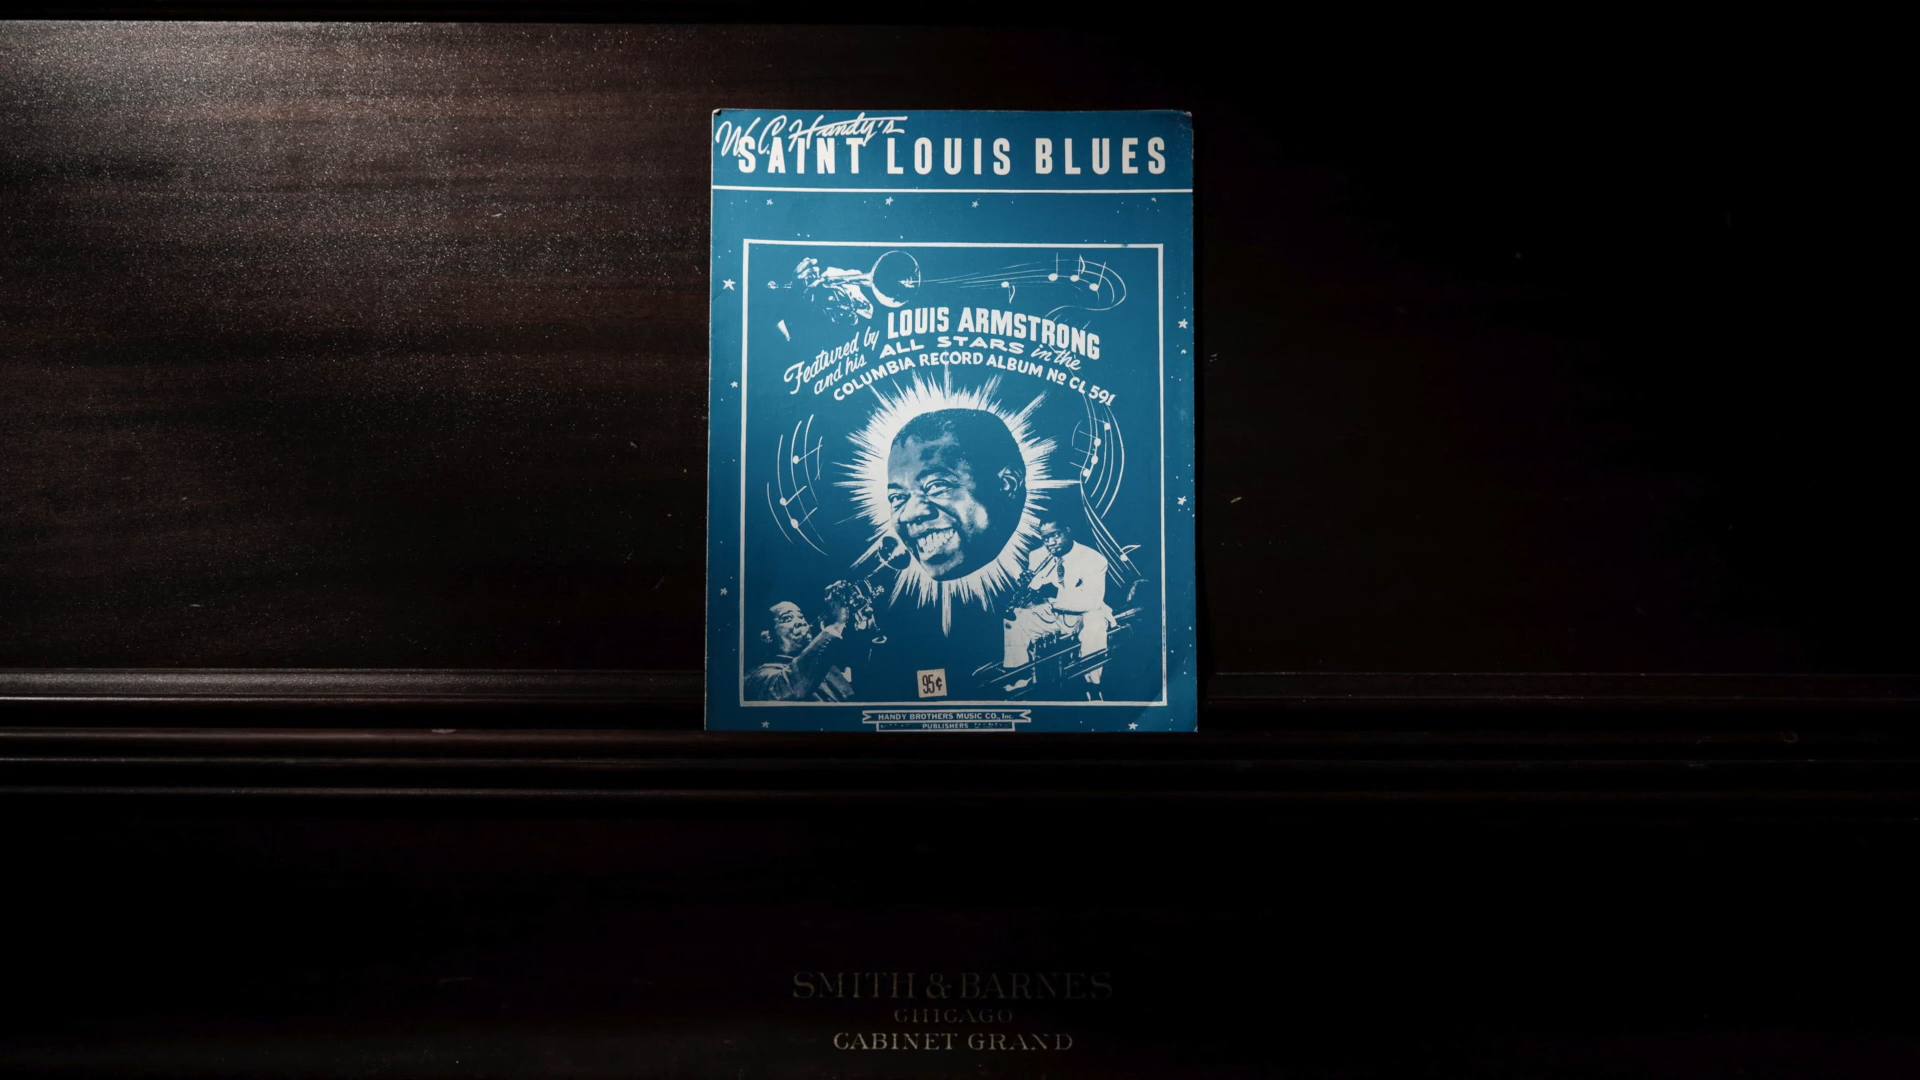 W. C. Handy's
SAINT LOUIS BLUES
Featured by LOUIS ARMSTRONG
and his ALL STARS in the
COLUMBIA RECORD ALBUM No CL 591
95¢
HANDY BROTHERS MUSIC CO., Inc.
PUBLISHERS
SMITH & BARNES
CHICAGO
CABINET GRAND